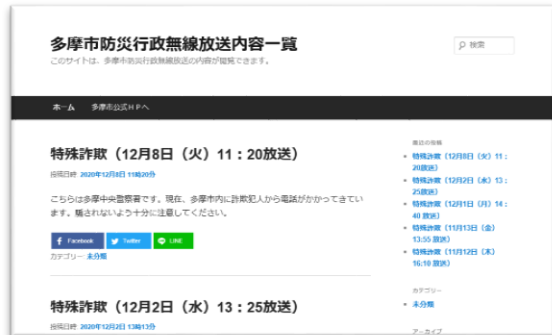 多摩市防災行政無線放送内容一覧
このサイトは、多摩市防災行政無線放送の内容が閲覧できます。
検索
ホーム 多摩市公式HPへ
特殊詐欺（12月8日（火）11：20放送）
投稿日時: 2020年12月8日 11時20分
こちらは多摩中央警察署です。現在、多摩市内に詐欺犯人から電話がかかってきてい
ます。騙されないよう十分に注意してください。
Facebook Twitter LINE
カテゴリー: 未分類
特殊詐欺（12月2日（水）13：25放送）
投稿日時: 2020年12月2日 13時13分
最近の投稿
特殊詐欺（12月8日（火）11：
20放送）
特殊詐欺（12月2日（水）13：
25放送）
特殊詐欺（12月1日（月）14：
40 放送）
特殊詐欺（11月13日（金）
13:55 放送）
特殊詐欺（11月12日（木）
16:10 放送）
カテゴリー
未分類
アーカイブ